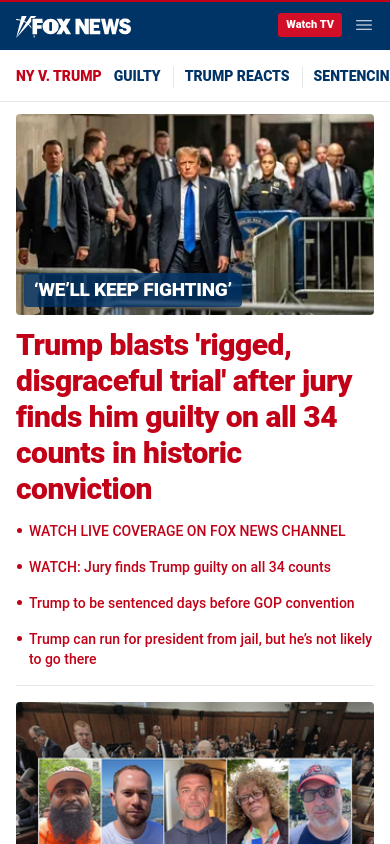 FOX NEWS
Watch TV
NY V. TRUMP GUILTY TRUMP REACTS SENTENCIN
‘WE’LL KEEP FIGHTING’
Trump blasts 'rigged,
disgraceful trial' after jury
finds him guilty on all 34
counts in historic
conviction
• WATCH LIVE COVERAGE ON FOX NEWS CHANNEL
• WATCH: Jury finds Trump guilty on all 34 counts
• Trump to be sentenced days before GOP convention
• Trump can run for president from jail, but he’s not likely
to go there